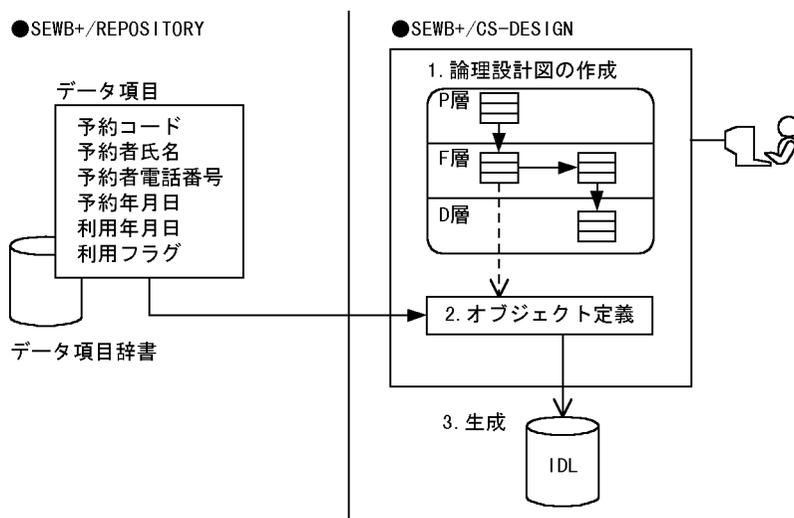 ●SEWB+/REPOSITORY
データ項目
予約コード
予約者氏名
予約者電話番号
予約年月日
利用年月日
利用フラグ
データ項目辞書
●SEWB+/CS-DESIGN
1. 論理設計図の作成
P層
F層
D層
2. オブジェクト定義
3. 生成
IDL